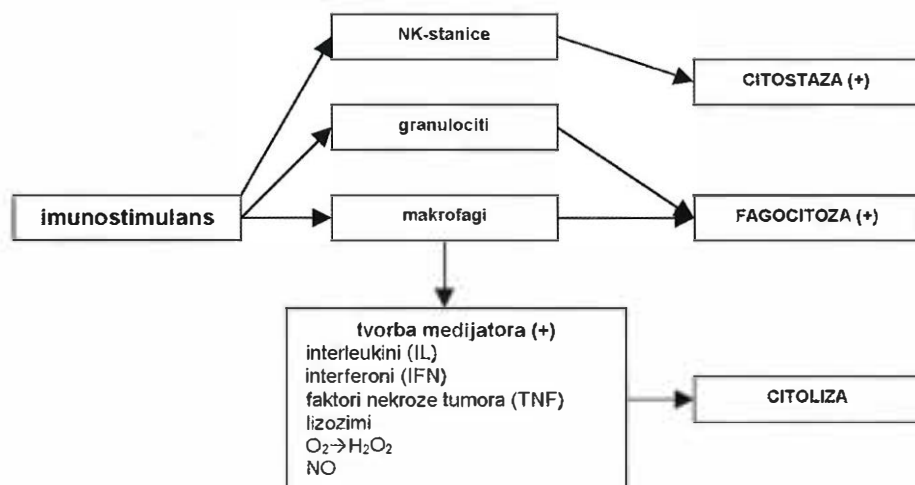 NK-stanice
CITOSTAZA (+)
granulociti
imunostimulans
makrofagi
FAGOCITOZA (+)
tvorba medijatora (+)
interleukini (IL)
interferoni (IFN)
faktori nekroze tumora (TNF)
lizozimi
O₂→H₂O₂
NO
CITOLIZA